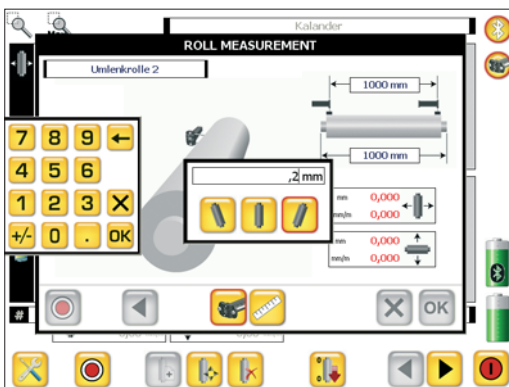 Kalander
ROLL MEASUREMENT
Umlenkrolle 2
1000 mm
1000 mm
7 8 9
4 5 6
1 2 3 X
+/- 0 . OK
,2 mm
mm 0,000
mm/m 0,000
mm 0,000
mm/m 0,000
X OK
#